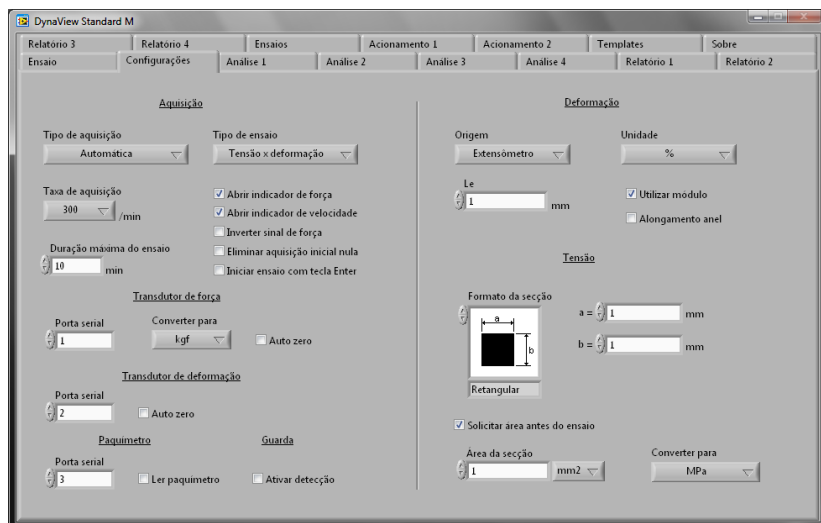 DynaView Standard M
Relatório 3 Relatório 4 Ensaios Acionamento 1 Acionamento 2 Templates Sobre
Ensaio Configurações Análise 1 Análise 2 Análise 3 Análise 4 Relatório 1 Relatório 2
Aquisição
Tipo de aquisição Tipo de ensaio
Automática Tensão x deformação
Taxa de aquisição
300 /min
Abrir indicador de força
Abrir indicador de velocidade
Inverter sinal de força
Eliminar aquisição inicial nula
Iniciar ensaio com tecla Enter
Duração máxima do ensaio
10 min
Transdutor de força
Porta serial Converter para
1 kgf Auto zero
Transdutor de deformação
Porta serial
2 Auto zero
Paquímetro Guarda
Porta serial
3 Ler paquímetro Ativar detecção
Deformação
Origem Unidade
Extensômetro %
Le
1 mm
Utilizar módulo
Alongamento anel
Tensão
Formato da secção
a
b
Retangular
a = 1 mm
b = 1 mm
Solicitar área antes do ensaio
Área da secção Converter para
1 mm2 MPa